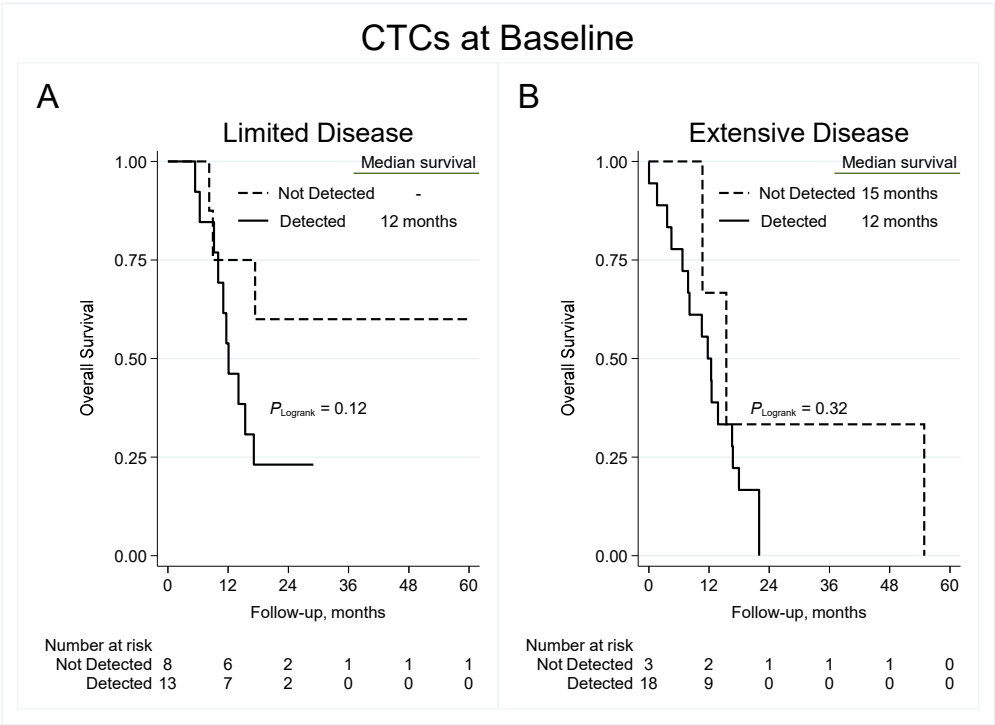 CTCs at Baseline
A
Limited Disease
Median survival
Not Detected -
Detected 12 months
1.00
0.75
0.50
0.25
0.00
Overall Survival
P Logrank = 0.12
0 12 24 36 48 60
Follow-up, months
Number at risk
Not Detected 8 6 2 1 1 1
Detected 13 7 2 0 0 0
B
Extensive Disease
Median survival
Not Detected 15 months
Detected 12 months
1.00
0.75
0.50
0.25
0.00
Overall Survival
P Logrank = 0.32
0 12 24 36 48 60
Follow-up, months
Number at risk
Not Detected 3 2 1 1 1 0
Detected 18 9 0 0 0 0